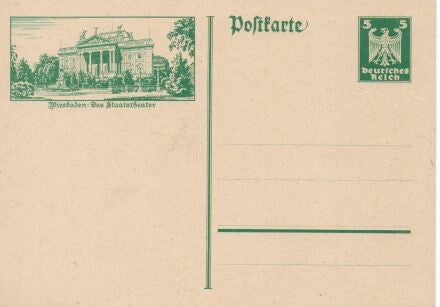 Postkarte
5 5
Deutsches
Reich
Wiesbaden - Das Staatstheater